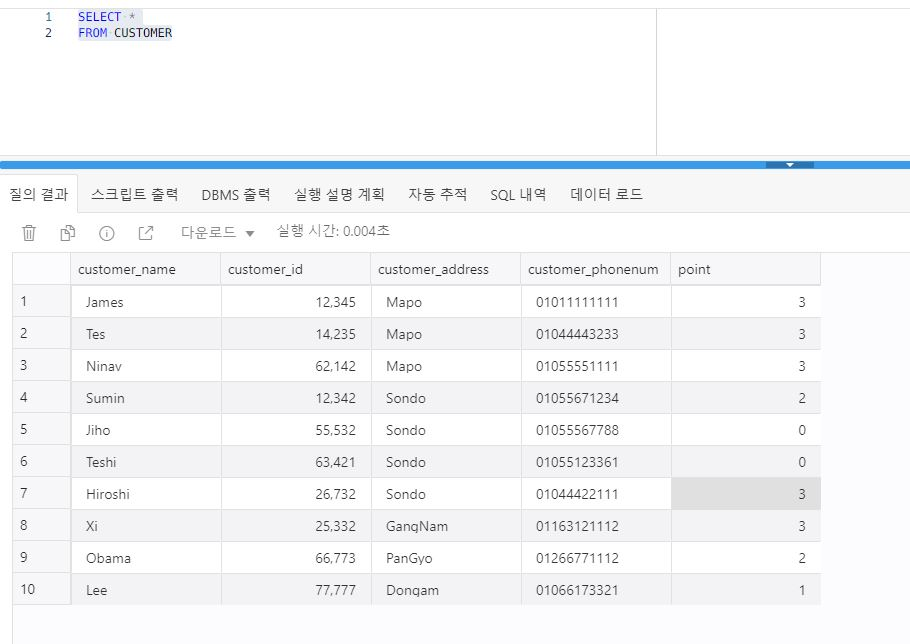 1 SELECT *
2 FROM CUSTOMER
질의 결과 스크립트 출력 DBMS 출력 실행 설명 계획 자동 추적 SQL 내역 데이터 로드
다운로드 실행 시간: 0.004초
customer_name customer_id customer_address customer_phonenum point
1 James 12,345 Mapo 01011111111 3
2 Tes 14,235 Mapo 01044443233 3
3 Ninav 62,142 Mapo 01055551111 3
4 Sumin 12,342 Sondo 01055671234 2
5 Jiho 55,532 Sondo 01055567788 0
6 Teshi 63,421 Sondo 01055123361 0
7 Hiroshi 26,732 Sondo 01044422111 3
8 Xi 25,332 GangNam 01163121112 3
9 Obama 66,773 PanGyo 01266771112 2
10 Lee 77,777 Dongam 01066173321 1